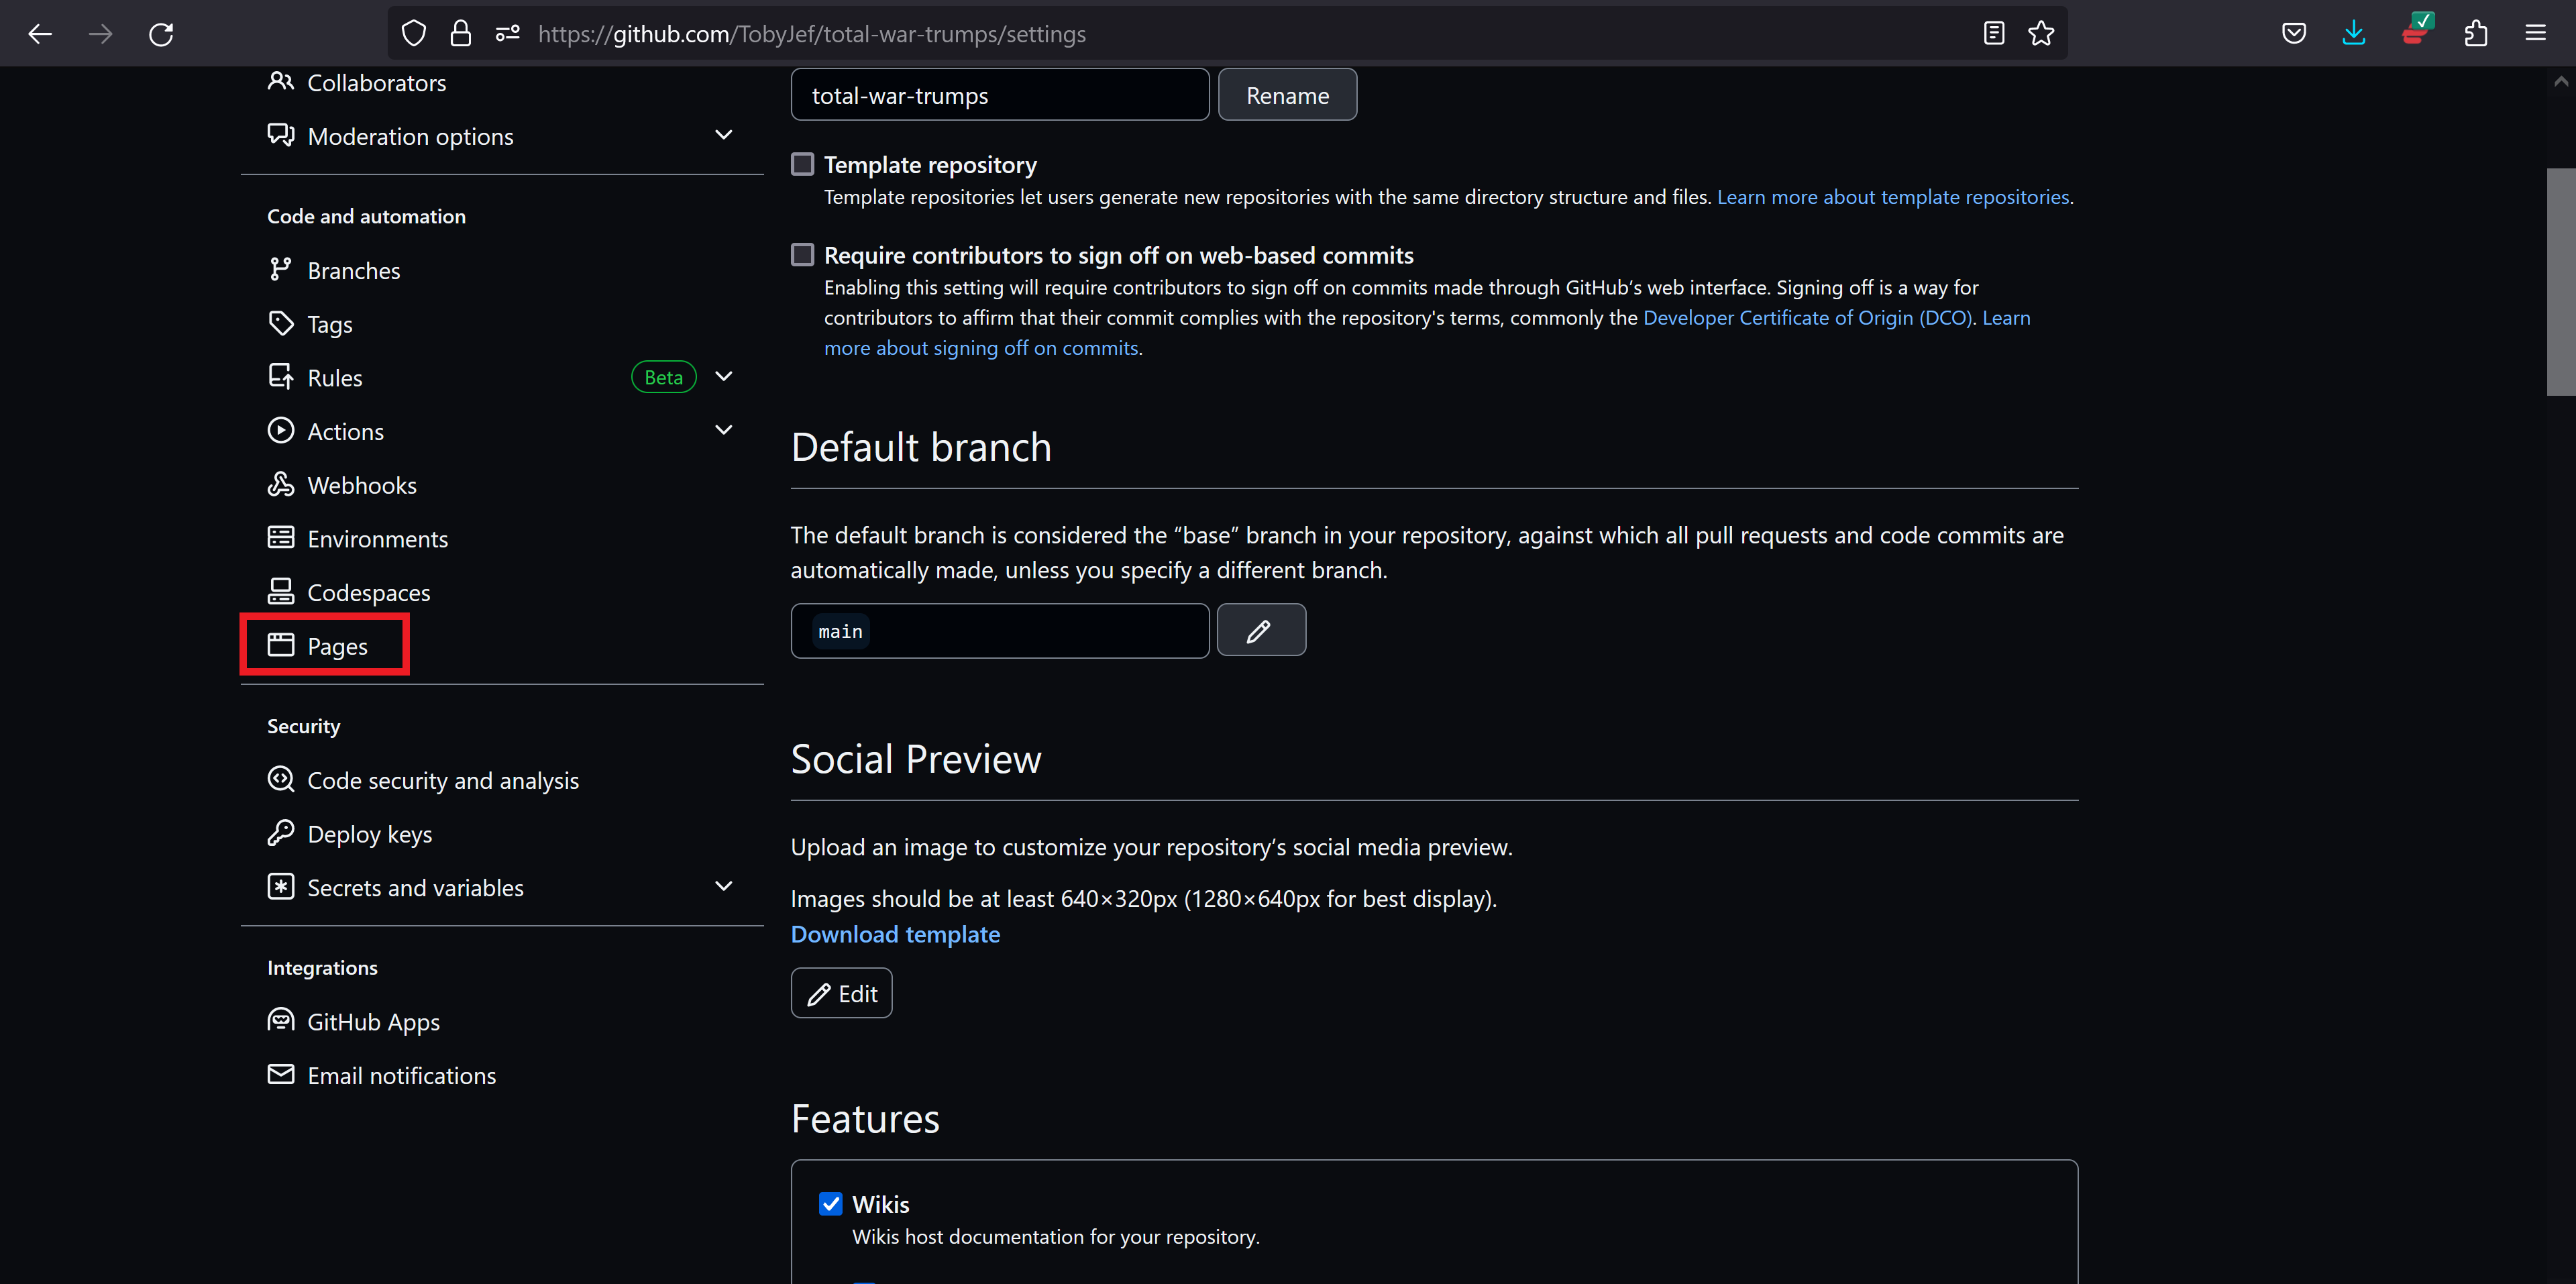 https://github.com/TobyJef/total-war-trumps/settings
Collaborators
Moderation options
Code and automation
Branches
Tags
Rules
Beta
Actions
Webhooks
Environments
Codespaces
Pages
Security
Code security and analysis
Deploy keys
Secrets and variables
Integrations
GitHub Apps
Email notifications
total-war-trumps
Rename
Template repository
Template repositories let users generate new repositories with the same directory structure and files. Learn more about template repositories.
Require contributors to sign off on web-based commits
Enabling this setting will require contributors to sign off on commits made through GitHub’s web interface. Signing off is a way for
contributors to affirm that their commit complies with the repository's terms, commonly the Developer Certificate of Origin (DCO). Learn
more about signing off on commits.
Default branch
The default branch is considered the “base” branch in your repository, against which all pull requests and code commits are
automatically made, unless you specify a different branch.
main
Social Preview
Upload an image to customize your repository’s social media preview.
Images should be at least 640×320px (1280×640px for best display).
Download template
Edit
Features
Wikis
Wikis host documentation for your repository.